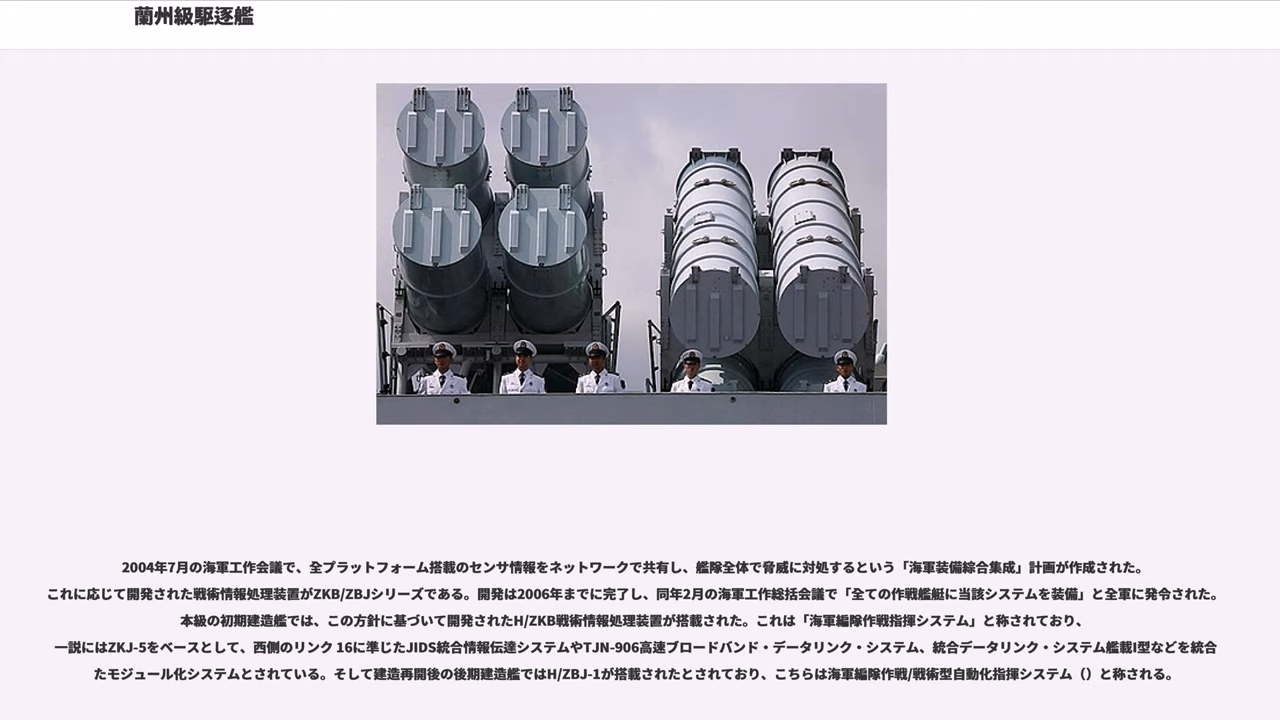 蘭州級駆逐艦
2004年7月の海軍工作会議で、全プラットフォーム搭載のセンサ情報をネットワークで共有し、艦隊全体で脅威に対処するという「海軍装備綜合集成」計画が作成された。
これに応じて開発された戦術情報処理装置がZKB/ZBJシリーズである。開発は2006年までに完了し、同年2月の海軍工作総括会議で「全ての作戦艦艇に当該システムを装備」と全軍に発令された。
本級の初期建造艦では、この方針に基づいて開発されたH/ZKB戦術情報処理装置が搭載された。これは「海軍編隊作戦指揮システム」と称されており、
一説にはZKJ-5をベースとして、西側のリンク 16に準じたJIDS統合情報伝達システムやTJN-906高速ブロードバンド・データリンク・システム、統合データリンク・システム艦載I型などを統合
たモジュール化システムとされている。そして建造再開後の後期建造艦ではH/ZBJ-1が搭載されたとされており、こちらは海軍編隊作戦/戦術型自動化指揮システム（）と称される。